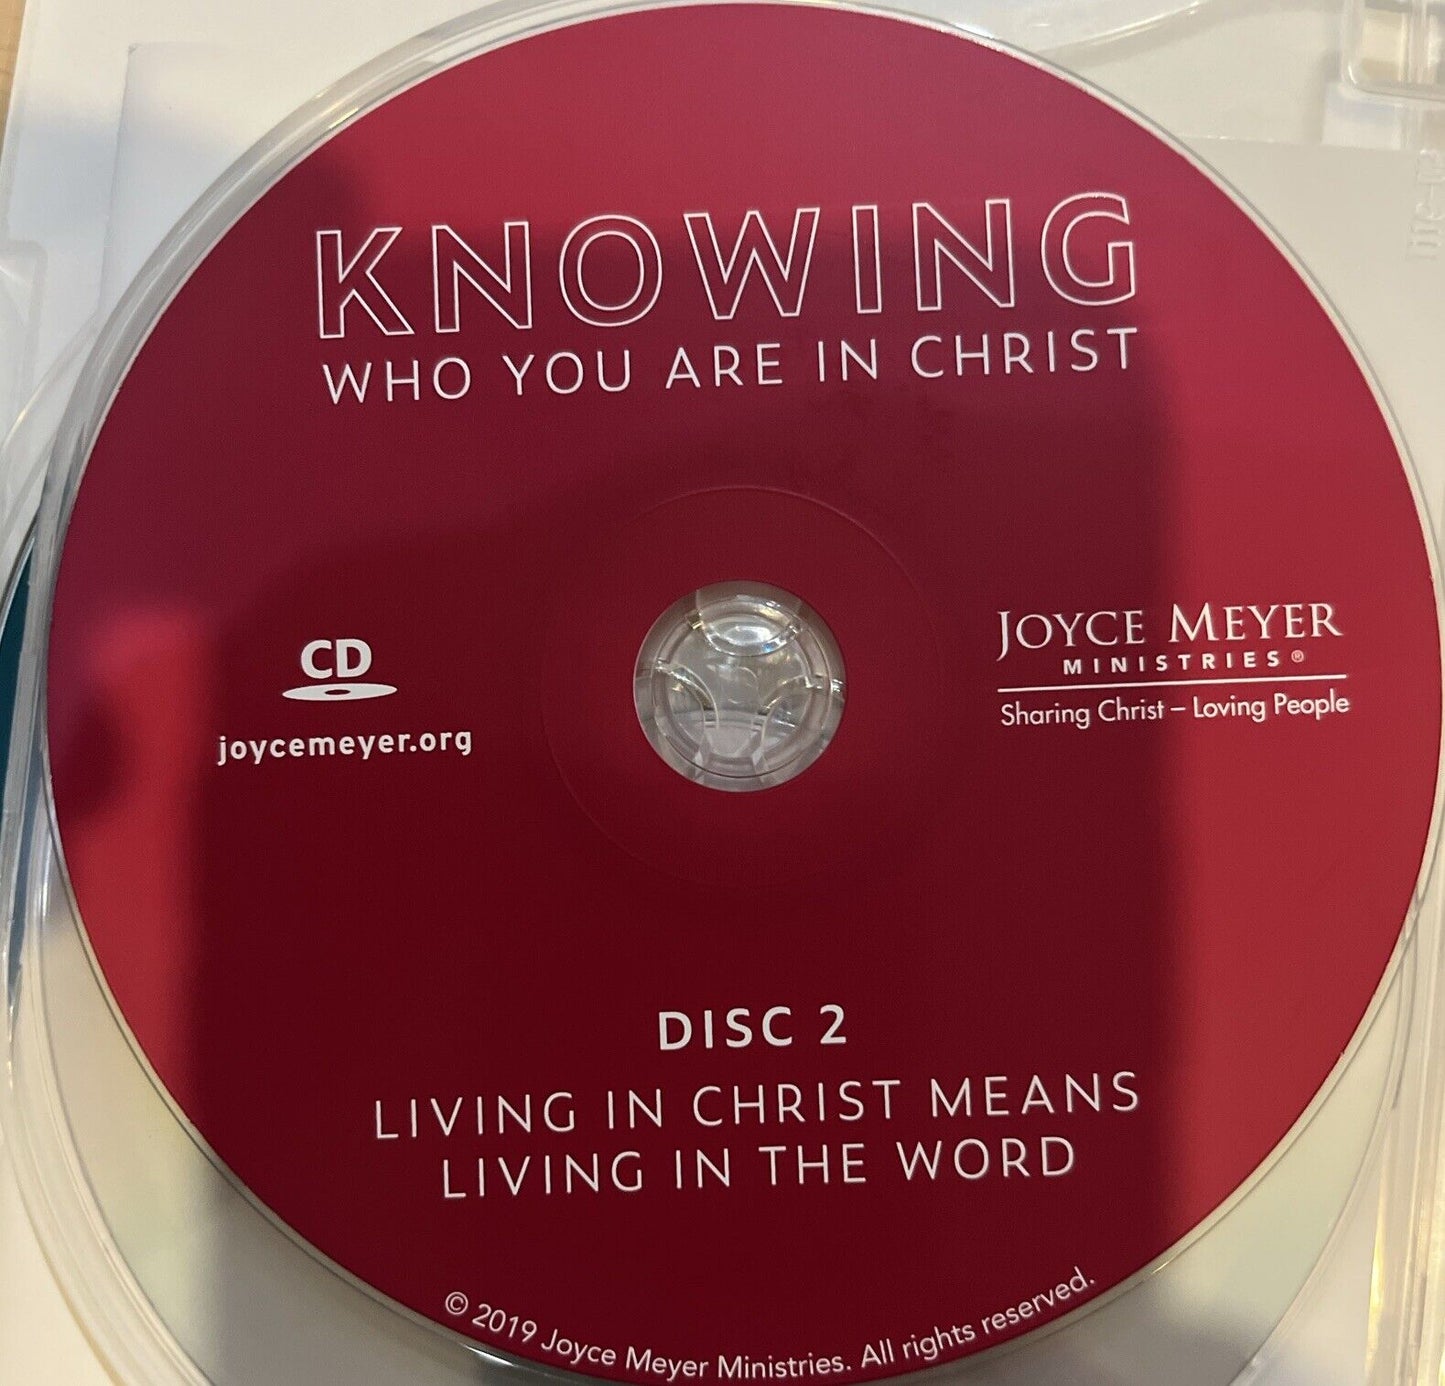 KNOWING
WHO YOU ARE IN CHRIST
CD
joycemeyer.org
JOYCE MEYER
MINISTRIES®
Sharing Christ – Loving People
DISC 2
LIVING IN CHRIST MEANS
LIVING IN THE WORD
© 2019 Joyce Meyer Ministries. All rights reserved.